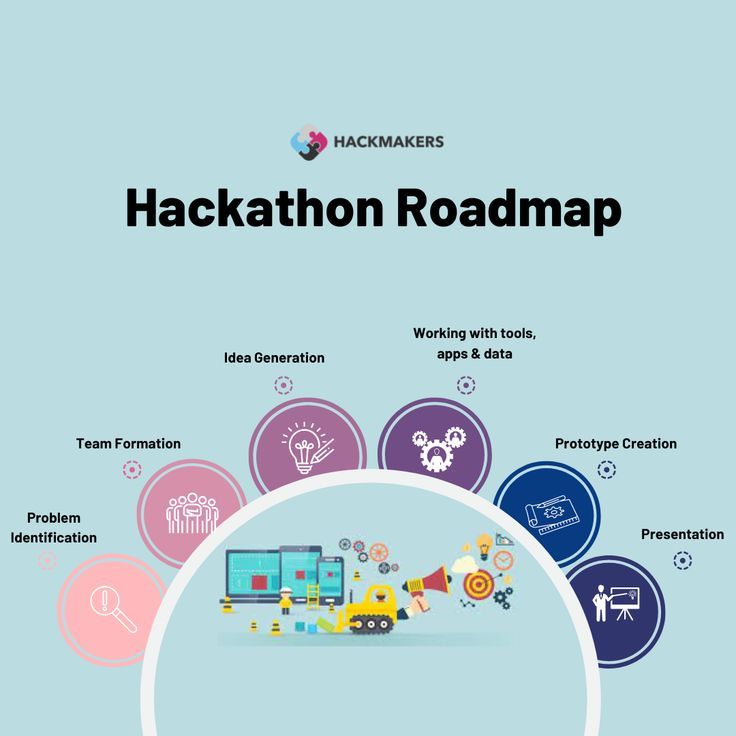 HACKMAKERS
Hackathon Roadmap
Problem
Identification
Team Formation
Idea Generation
Working with tools,
apps & data
Prototype Creation
Presentation